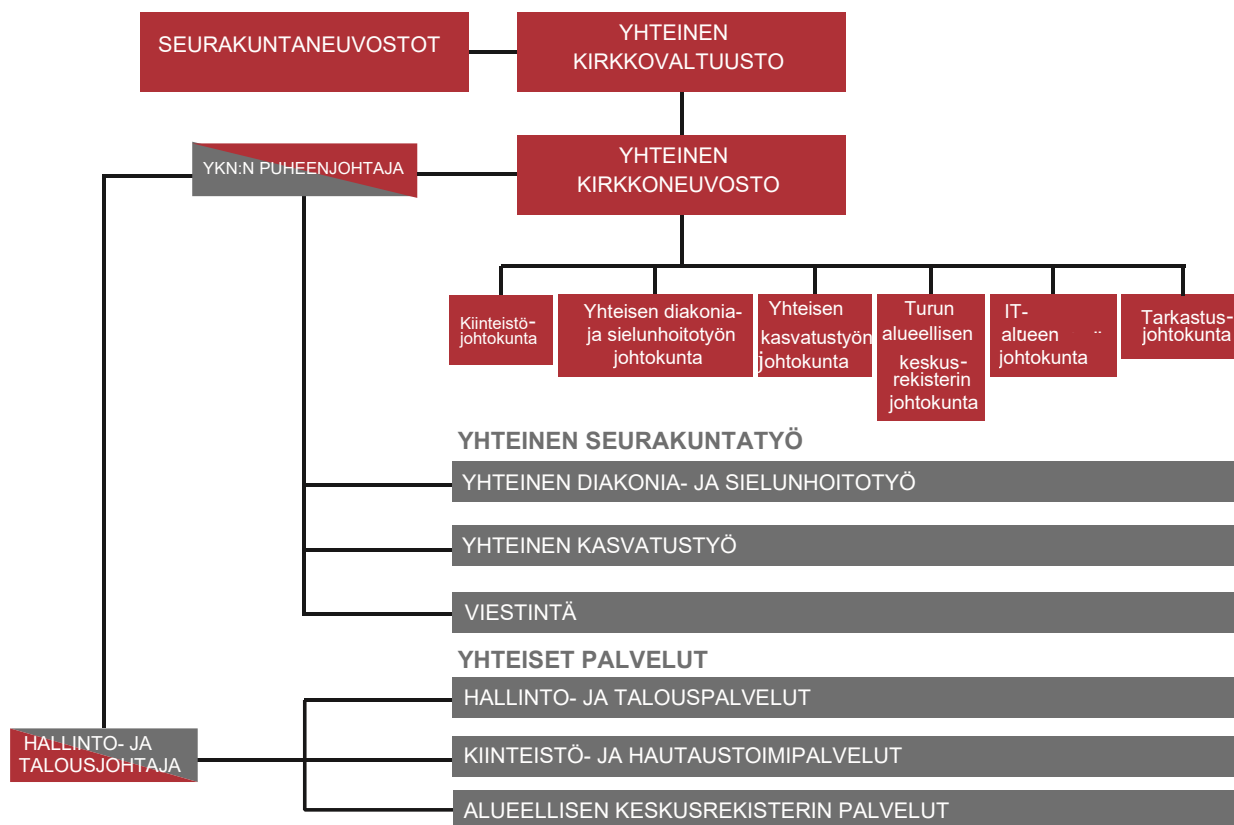 SEURAKUNTANEUVOSTOT
YHTEINEN
KIRKKOVALTUUSTO
YKN:N PUHEENJOHTAJA
YHTEINEN
KIRKKONEUVOSTO
Kiinteistö-
johtokunta
Yhteisen diakonia-
ja sielunhoitotyön
johtokunta
Yhteisen
kasvatustyön
johtokunta
Turun
alueellisen
keskus-
rekisterin
johtokunta
IT-
alueen
johtokunta
Tarkastus-
johtokunta
YHTEINEN SEURAKUNTATYÖ
YHTEINEN DIAKONIA- JA SIELUNHOITOTYÖ
YHTEINEN KASVATUSTYÖ
VIESTINTÄ
YHTEISET PALVELUT
HALLINTO- JA TALOUSPALVELUT
HALLINTO- JA
TALOUSJOHTAJA
KIINTEISTÖ- JA HAUTAUSTOIMIPALVELUT
ALUEELLISEN KESKUSREKISTERIN PALVELUT